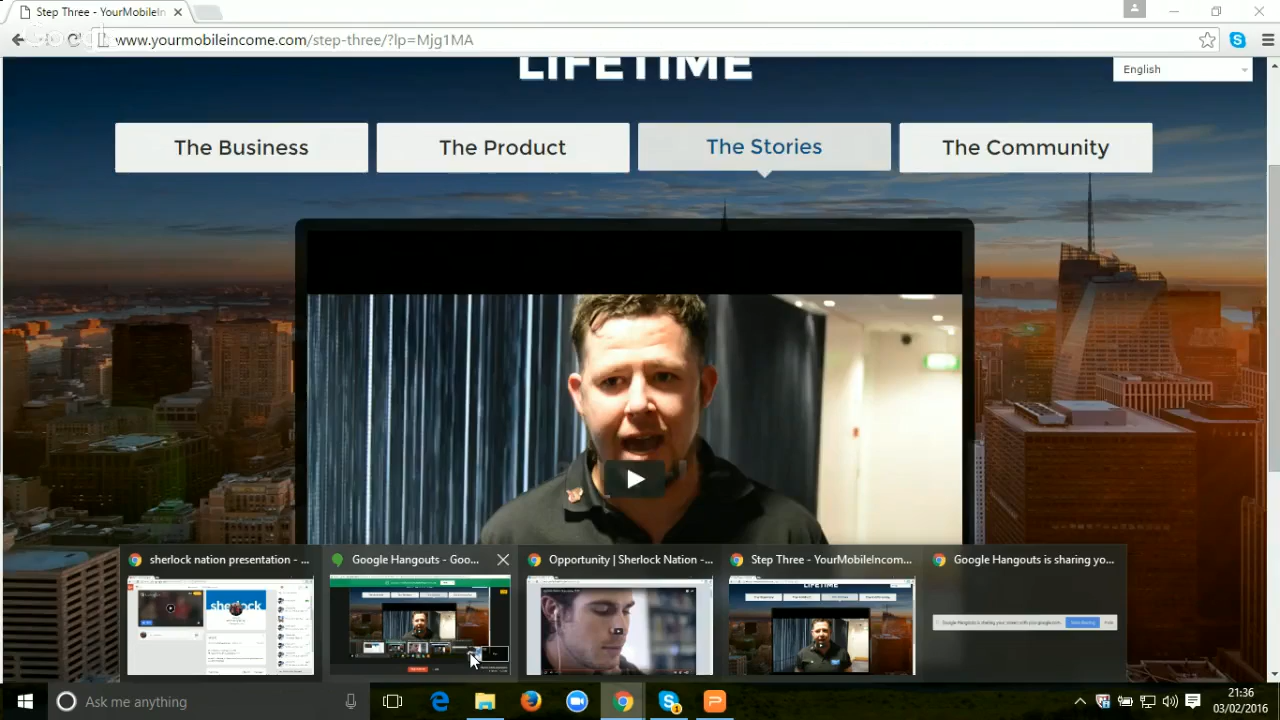 Step Three - YourMobileIn
www.yourmobileincome.com/step-three/?lp=Mjg1MA
LIFETIME
English
The Business
The Product
The Stories
The Community
sherlock nation presentation - ...
Google Hangouts - Goo...
Opportunity | Sherlock Nation -...
Step Three - YourMobileIncom...
Google Hangouts is sharing yo...
sherlock
Ask me anything
21:36
03/02/2016